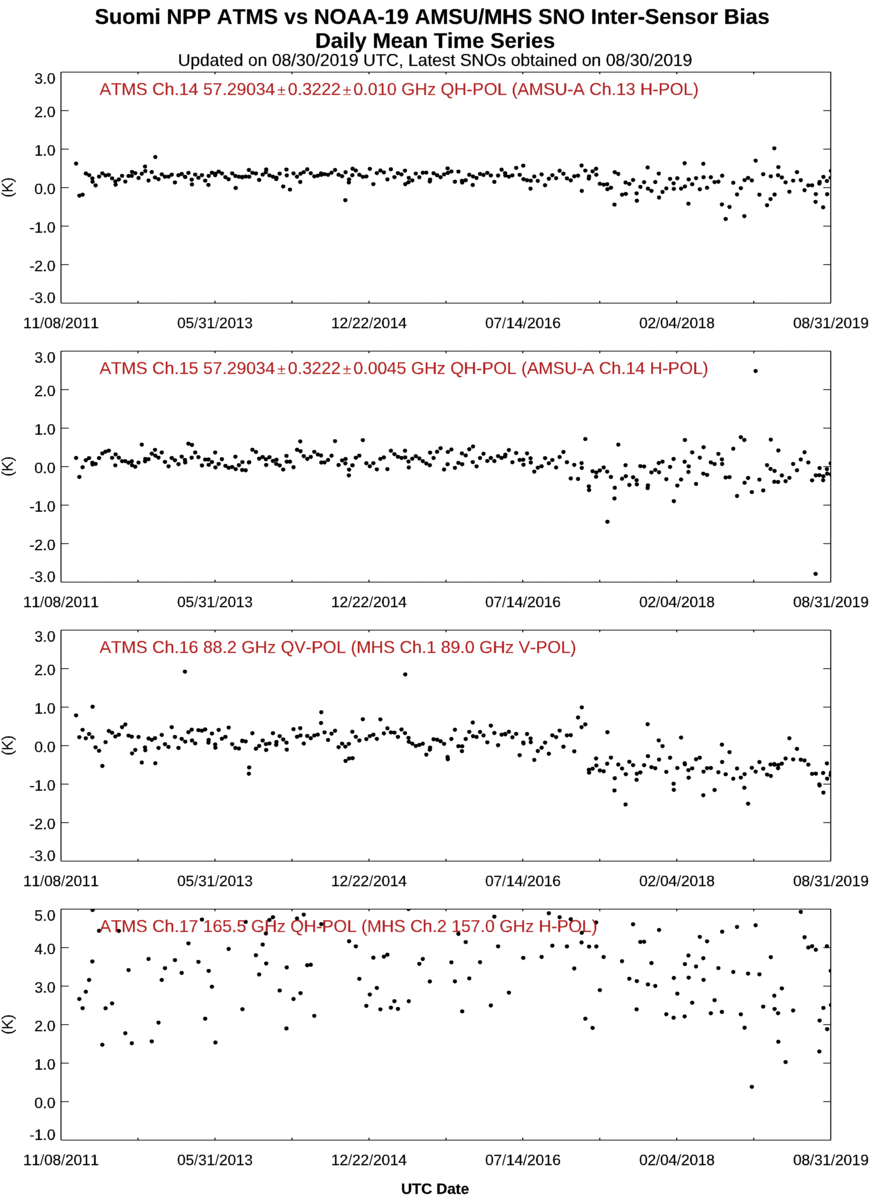 Suomi NPP ATMS vs NOAA-19 AMSU/MHS SNO Inter-Sensor Bias
Daily Mean Time Series
Updated on 08/30/2019 UTC, Latest SNOs obtained on 08/30/2019
3.0
ATMS Ch.14 57.29034±0.3222±0.010 GHz QH-POL (AMSU-A Ch.13 H-POL)
2.0
1.0
0.0
(K)
-1.0
-2.0
-3.0
11/08/2011 05/31/2013 12/22/2014 07/14/2016 02/04/2018 08/31/2019
3.0
ATMS Ch.15 57.29034±0.3222±0.0045 GHz QH-POL (AMSU-A Ch.14 H-POL)
2.0
1.0
0.0
(K)
-1.0
-2.0
-3.0
11/08/2011 05/31/2013 12/22/2014 07/14/2016 02/04/2018 08/31/2019
3.0
ATMS Ch.16 88.2 GHz QV-POL (MHS Ch.1 89.0 GHz V-POL)
2.0
1.0
0.0
(K)
-1.0
-2.0
-3.0
11/08/2011 05/31/2013 12/22/2014 07/14/2016 02/04/2018 08/31/2019
5.0
ATMS Ch.17 165.5 GHz QH-POL (MHS Ch.2 157.0 GHz H-POL)
4.0
3.0
(K)
2.0
1.0
0.0
-1.0
11/08/2011 05/31/2013 12/22/2014 07/14/2016 02/04/2018 08/31/2019
UTC Date